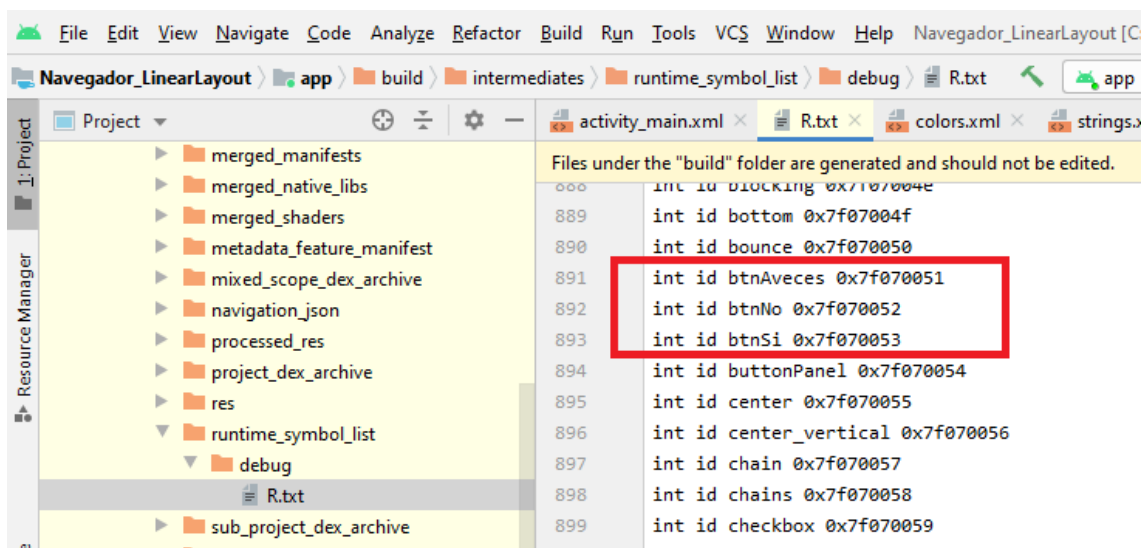 File Edit View Navigate Code Analyze Refactor Build Run Tools VCS Window Help Navegador_LinearLayout [C:
Navegador_LinearLayout app build intermediates runtime_symbol_list debug R.txt app
1: Project
Resource Manager
Project
merged_manifests
merged_native_libs
merged_shaders
metadata_feature_manifest
mixed_scope_dex_archive
navigation_json
processed_res
project_dex_archive
res
runtime_symbol_list
debug
R.txt
sub_project_dex_archive
activity_main.xml R.txt colors.xml strings.x
Files under the "build" folder are generated and should not be edited.
888 int id blocking 0x7f07004e
889 int id bottom 0x7f07004f
890 int id bounce 0x7f070050
891 int id btnAveces 0x7f070051
892 int id btnNo 0x7f070052
893 int id btnSi 0x7f070053
894 int id buttonPanel 0x7f070054
895 int id center 0x7f070055
896 int id center_vertical 0x7f070056
897 int id chain 0x7f070057
898 int id chains 0x7f070058
899 int id checkbox 0x7f070059